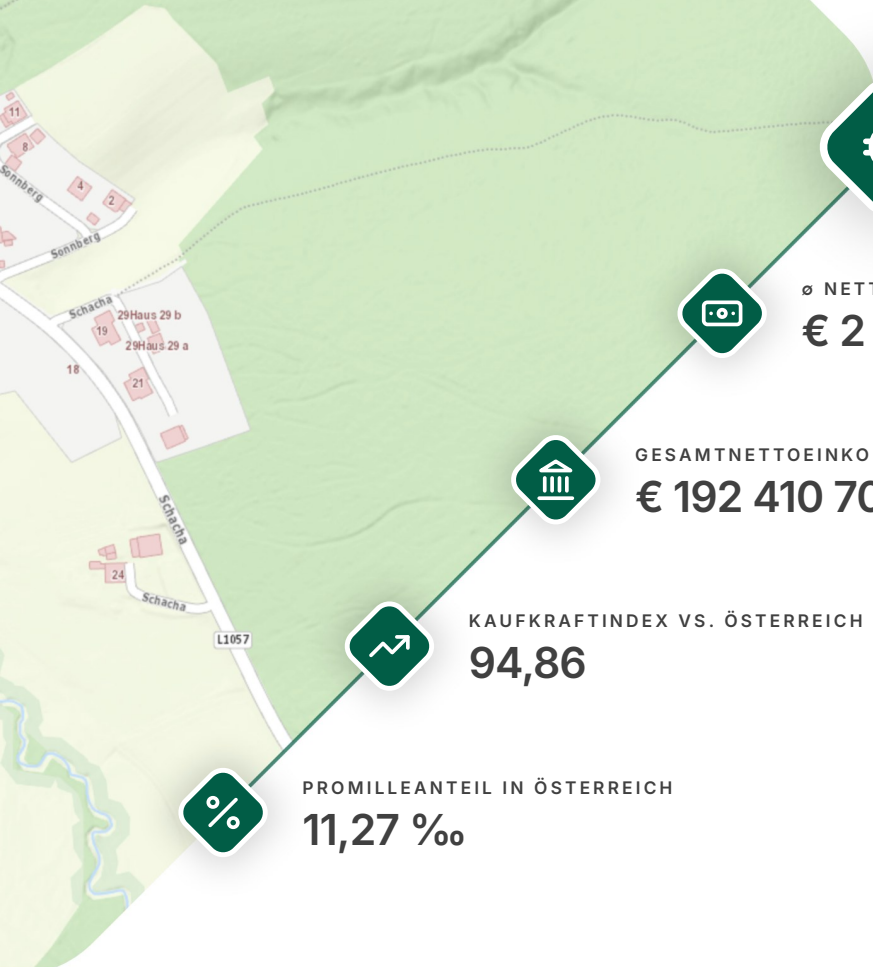 11
8
Sonnberg
4
2
Sonnberg
Schacha
29Haus 29 b
19
29Haus 29 a
18
21
Schacha
24
Schacha
L1057
ø NETT
€ 2
GESAMTNETTOEINKO
€ 192 410 70
KAUFKRAFTINDEX VS. ÖSTERREICH
94,86
PROMILLEANTEIL IN ÖSTERREICH
11,27 ‰